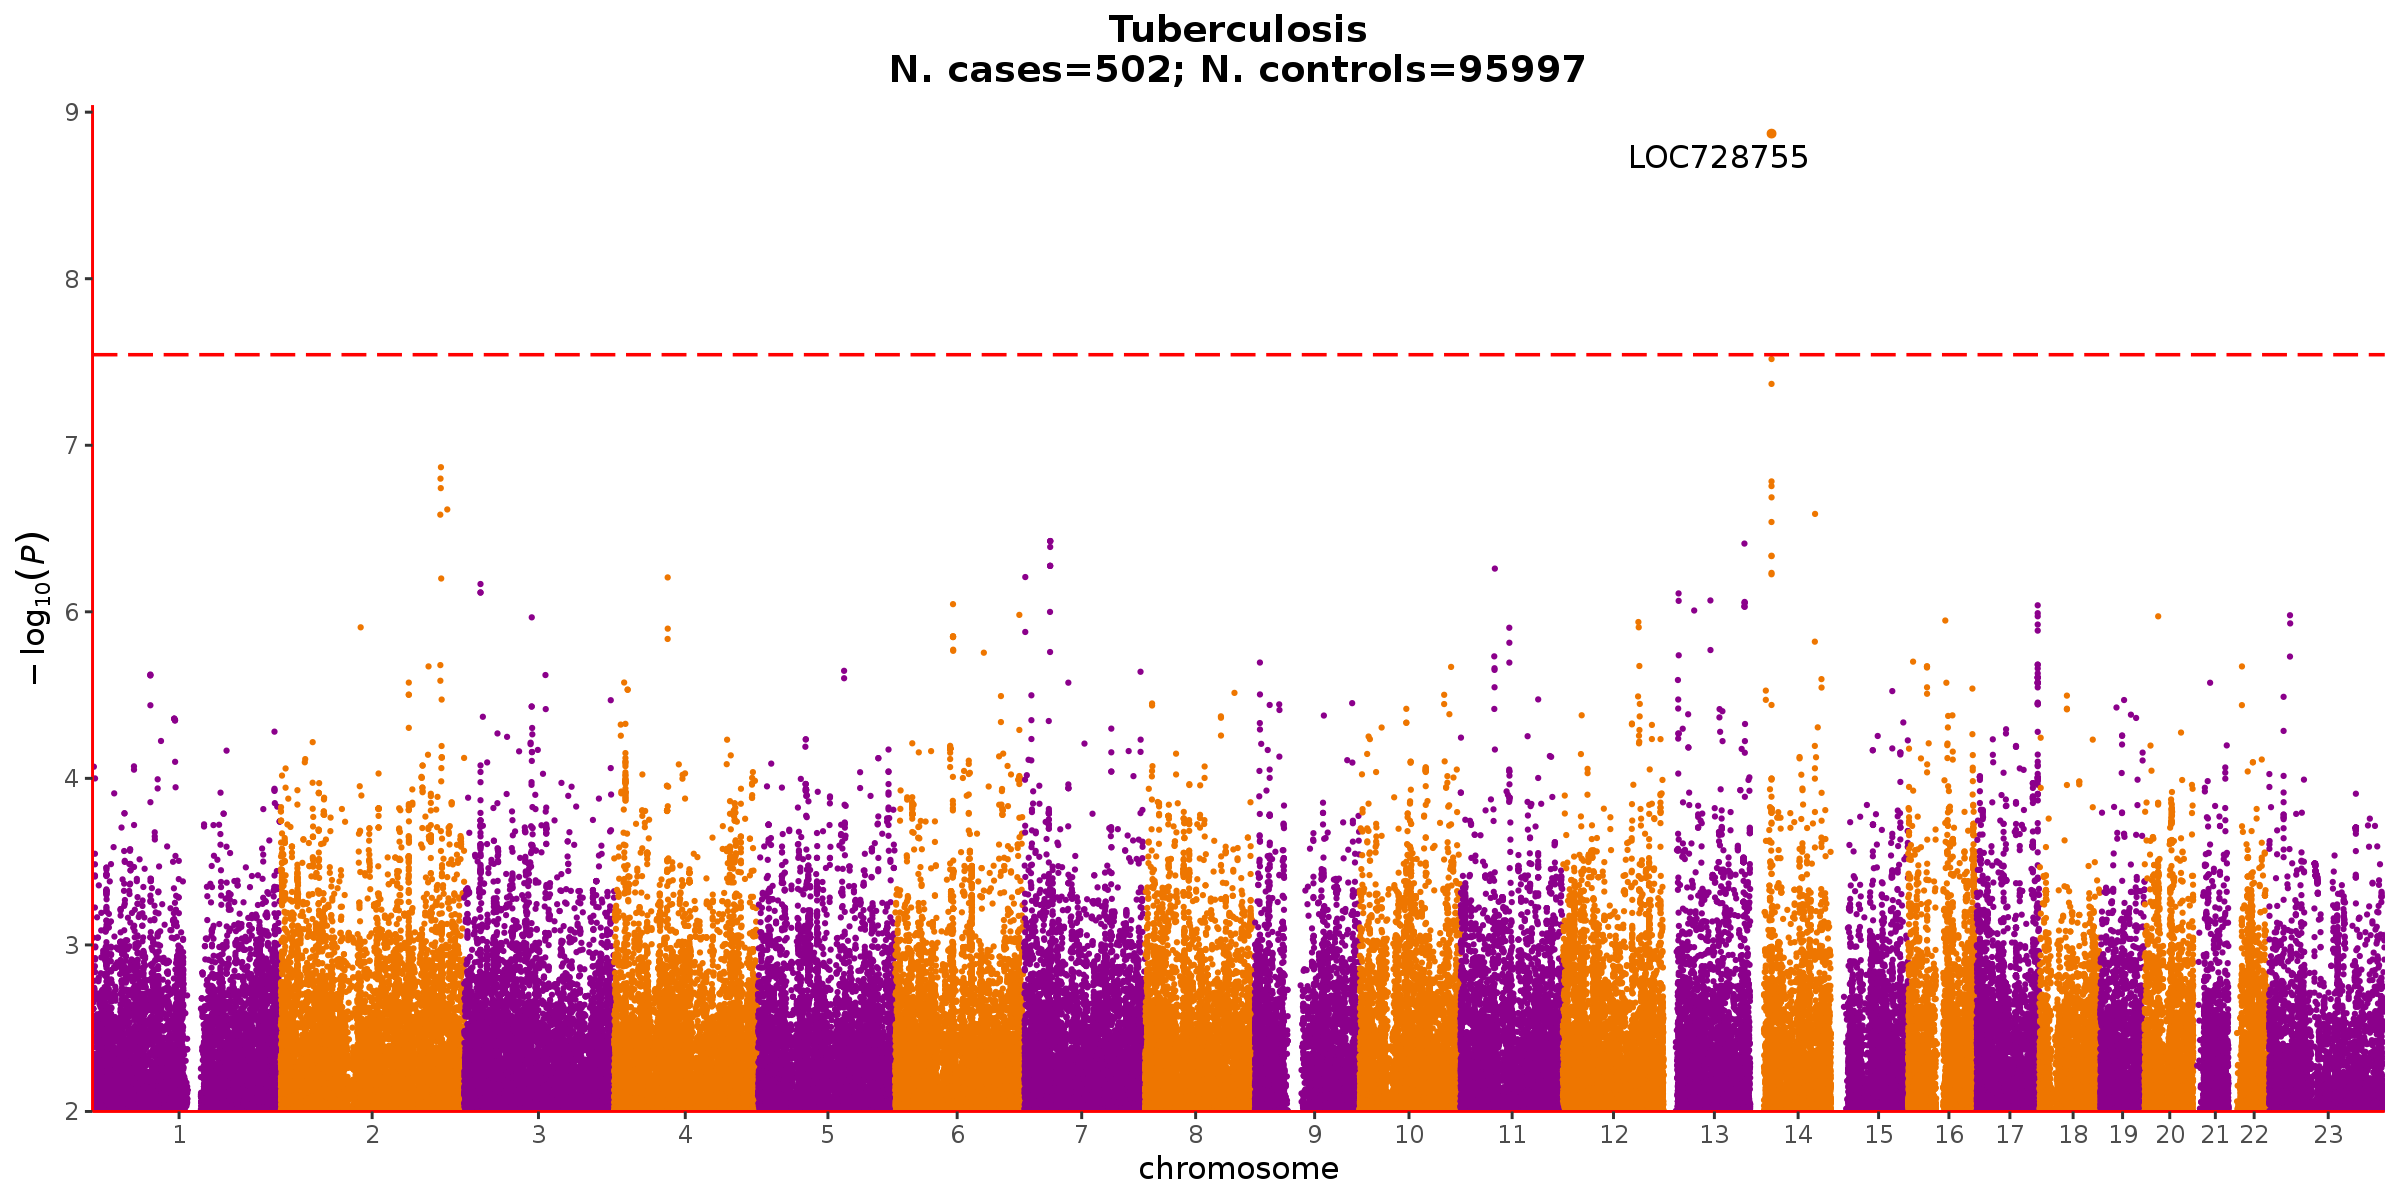 Tuberculosis
N. cases=502; N. controls=95997
9
LOC728755
8
7
6
4
3
2
−log10(P)
1 2 3 4 5 6 7 8 9 10 11 12 13 14 15 16 17 18 19 20 21 22 23
chromosome